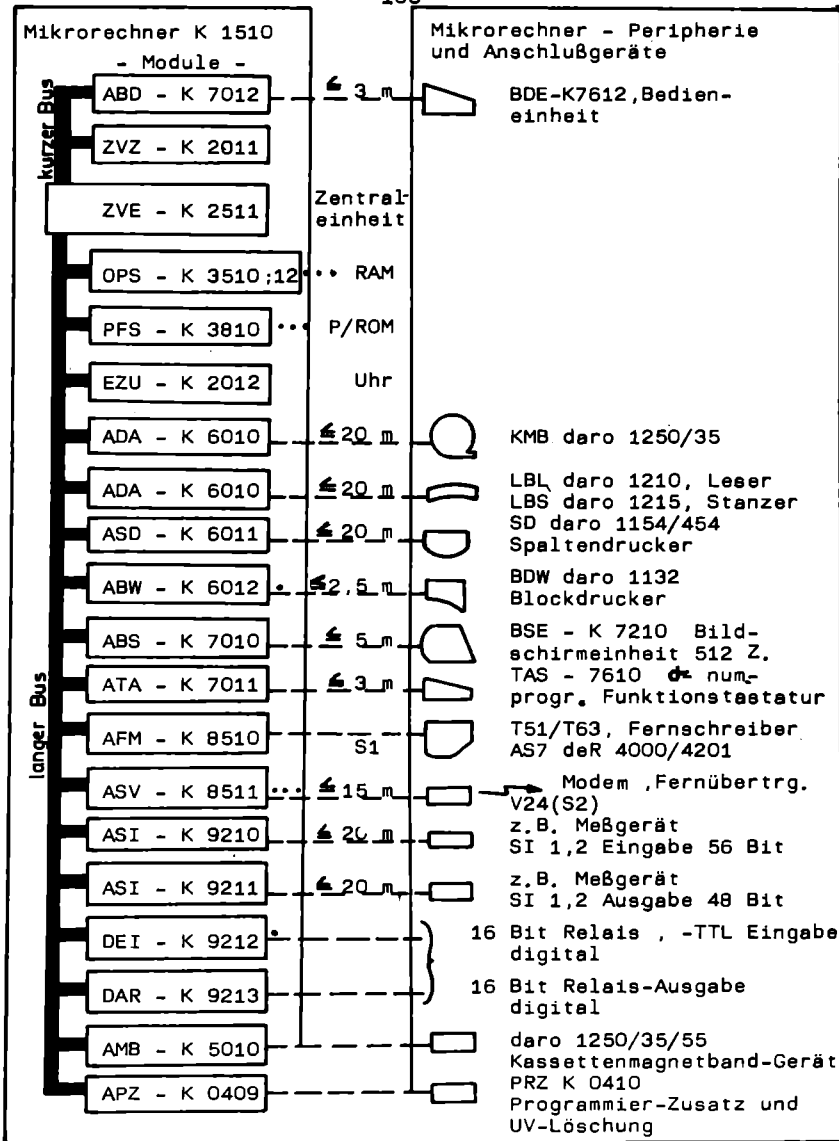 Mikrorechner K 1510
- Module -
kurzer Bus
langer Bus
ABD - K 7012
ZVZ - K 2011
ZVE - K 2511
OPS - K 3510;12
PFS - K 3810
EZU - K 2012
ADA - K 6010
ADA - K 6010
ASD - K 6011
ABW - K 6012
ABS - K 7010
ATA - K 7011
AFM - K 8510
ASV - K 8511
ASI - K 9210
ASI - K 9211
DEI - K 9212
DAR - K 9213
AMB - K 5010
APZ - K 0409
≦ 3 m
Zentral-
einheit
RAM
P/ROM
Uhr
≦ 20 m
≦ 20 m
≦ 20 m
≦ 2,5 m
≦ 5 m
≦ 3 m
S1
≦ 15 m
≦ 20 m
≦ 20 m
Mikrorechner - Peripherie
und Anschlußgeräte
BDE-K7612,Bedien-
einheit
KMB daro 1250/35
LBL daro 1210, Leser
LBS daro 1215, Stanzer
SD daro 1154/454
Spaltendrucker
BDW daro 1132
Blockdrucker
BSE - K 7210 Bild-
schirmeinheit 512 Z.
TAS - 7610 num-
progr. Funktionstastatur
T51/T63, Fernschreiber
AS7 deR 4000/4201
Modem ,Fernübertrg.
V24(S2)
z.B. Meßgerät
SI 1,2 Eingabe 56 Bit
z.B. Meßgerät
SI 1,2 Ausgabe 48 Bit
16 Bit Relais , -TTL Eingabe
digital
16 Bit Relais-Ausgabe
digital
daro 1250/35/55
Kassettenmagnetband-Gerät
PRZ K 0410
Programmier-Zusatz und
UV-Löschung